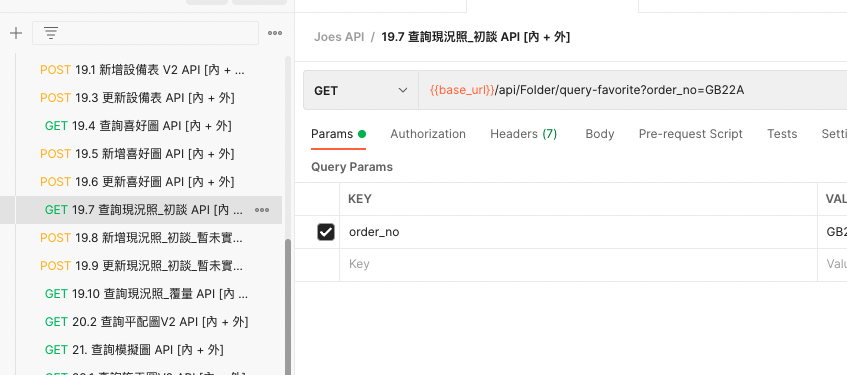 Joes API / 19.7 查詢現況照_初談 API [內 + 外]
POST 19.1 新增設備表 V2 API [內 + ...
POST 19.3 更新設備表 API [內 + 外]
GET 19.4 查詢喜好圖 API [內 + 外]
POST 19.5 新增喜好圖 API [內 + 外]
POST 19.6 更新喜好圖 API [內 + 外]
GET 19.7 查詢現況照_初談 API [內 ...
POST 19.8 新增現況照_初談_暫未實...
POST 19.9 更新現況照_初談_暫未實...
GET 19.10 查詢現況照_覆量 API [內 ...
GET 20.2 查詢平配圖V2 API [內 + 外]
GET 21. 查詢模擬圖 API [內 + 外]
GET
{{base_url}}/api/Folder/query-favorite?order_no=GB22A
Params Authorization Headers (7) Body Pre-request Script Tests Setti
Query Params
KEY VAL
order_no GB2
Key Valu